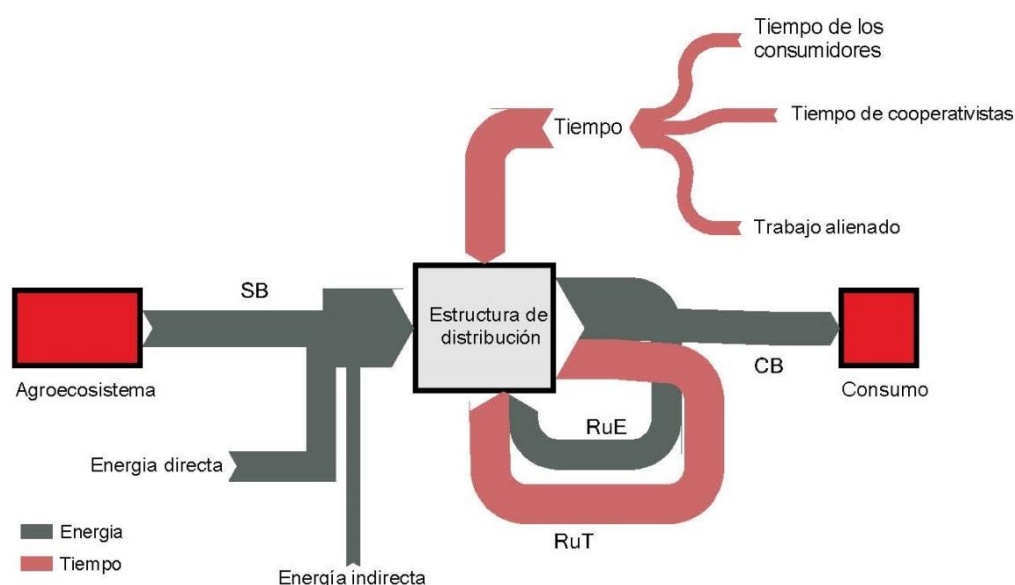 Tiempo de los
consumidores
Tiempo
Tiempo de cooperativistas
Trabajo alienado
SB
Estructura de
distribución
CB
Agroecosistema
Consumo
RuE
Energia directa
Energia
RuT
Tiempo
Energía indirecta